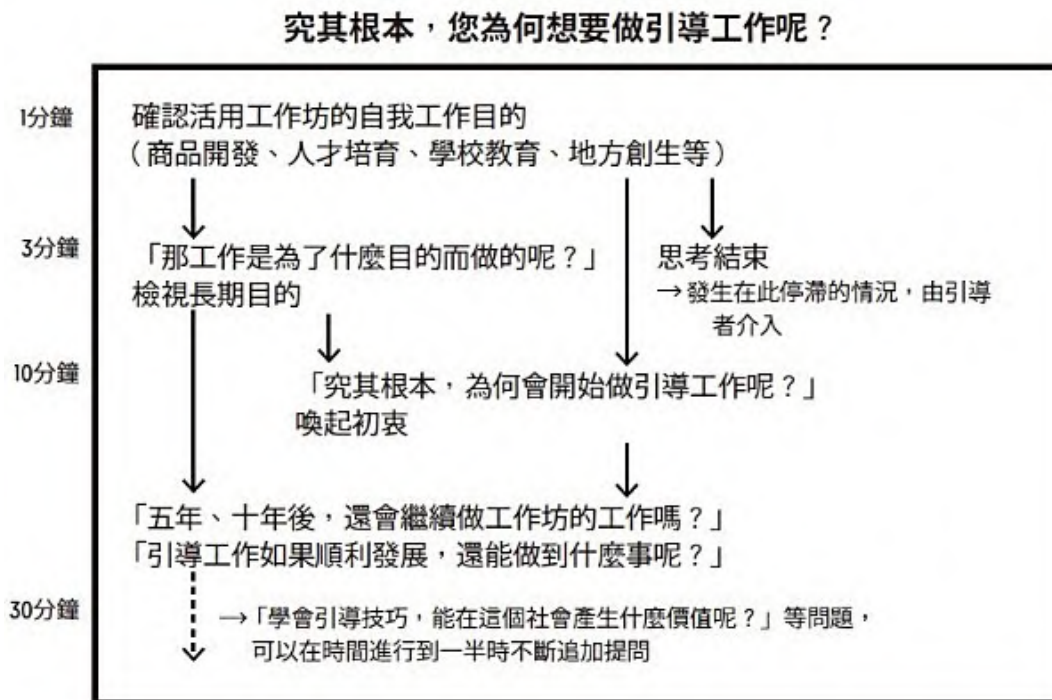 究其根本，您為何想要做引導工作呢？
1分鐘
確認活用工作坊的自我工作目的
（商品開發、人才培育、學校教育、地方創生等）
3分鐘
「那工作是為了什麼目的而做的呢？」
檢視長期目的
思考結束
→發生在此停滯的情況，由引導
者介入
10分鐘
「究其根本，為何會開始做引導工作呢？」
喚起初衷
「五年、十年後，還會繼續做工作坊的工作嗎？」
「引導工作如果順利發展，還能做到什麼事呢？」
30分鐘
→「學會引導技巧，能在這個社會產生什麼價值呢？」等問題，
可以在時間進行到一半時不斷追加提問